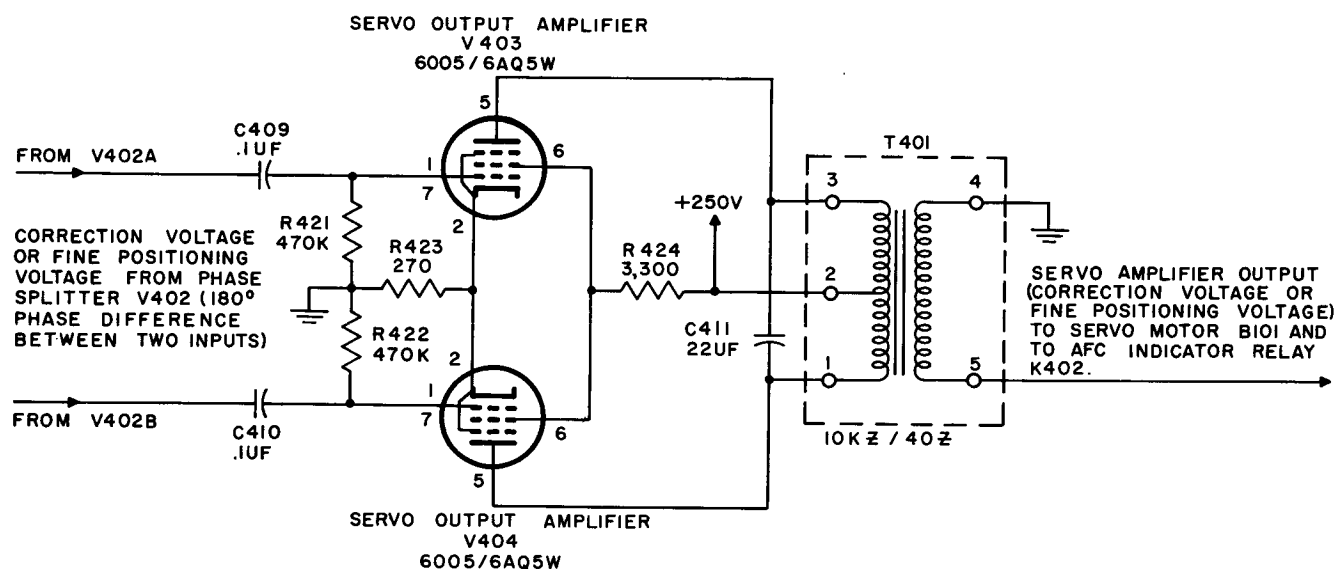 SERVO OUTPUT AMPLIFIER
V403
6005/6AQ5W
5
C409
.1UF
FROM V402A
1
7
6
2
T401
3
4
+250V
R421
470K
R423
270
R424
3,300
CORRECTION VOLTAGE
OR FINE POSITIONING
VOLTAGE FROM PHASE
SPLITTER V402 (180°
PHASE DIFFERENCE
BETWEEN TWO INPUTS)
2
SERVO AMPLIFIER OUTPUT
(CORRECTION VOLTAGE OR
FINE POSITIONING VOLTAGE)
TO SERVO MOTOR B101 AND
TO AFC INDICATOR RELAY
K402.
R422
470K
C411
22UF
2
1
7
6
1
5
FROM V402B
C410
.1UF
5
10KZ/40Z
SERVO OUTPUT AMPLIFIER
V404
6005/6AQ5W